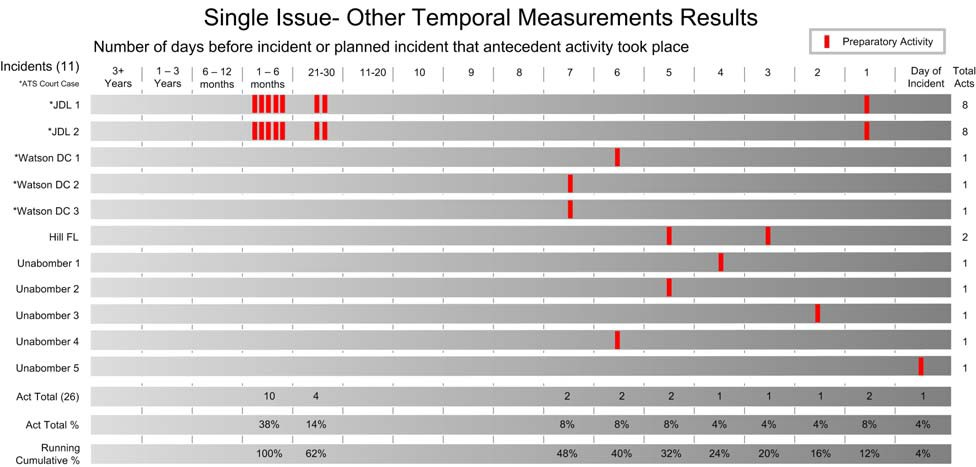 Single Issue- Other Temporal Measurements Results
Number of days before incident or planned incident that antecedent activity took place
Preparatory Activity
Incidents (11)
*ATS Court Case
3+ Years
1 – 3 Years
6 – 12 months
1 – 6 months
21-30
11-20
10
9
8
7
6
5
4
3
2
1
Day of Incident
Total Acts
*JDL 1 8
*JDL 2 8
*Watson DC 1 1
*Watson DC 2 1
*Watson DC 3 1
Hill FL 2
Unabomber 1 1
Unabomber 2 1
Unabomber 3 1
Unabomber 4 1
Unabomber 5 1
Act Total (26) 10 4 2 2 2 1 1 1 2 1
Act Total % 38% 14% 8% 8% 8% 4% 4% 4% 8% 4%
Running Cumulative % 100% 62% 48% 40% 32% 24% 20% 16% 12% 4%